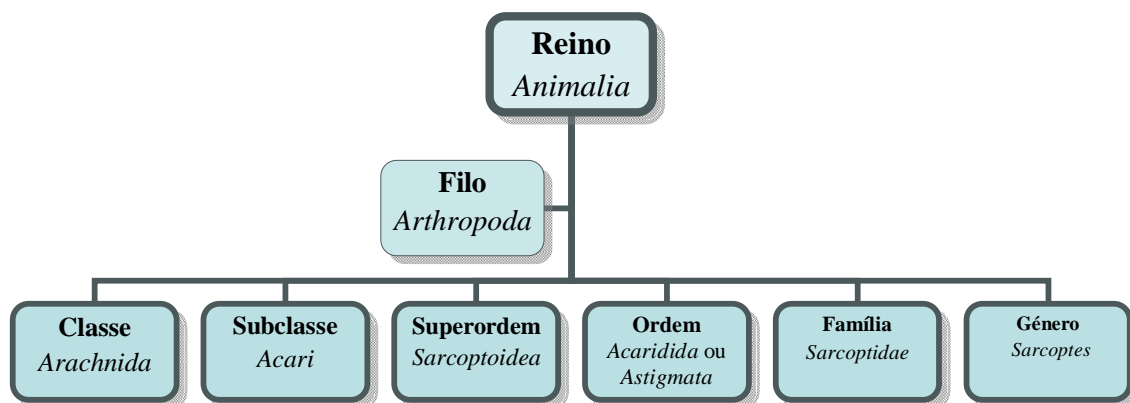 Reino
Animalia
Filo
Arthropoda
Classe
Arachnida
Subclasse
Acari
Superordem
Sarcoptoidea
Ordem
Acaridida ou
Astigmata
Família
Sarcoptidae
Género
Sarcoptes